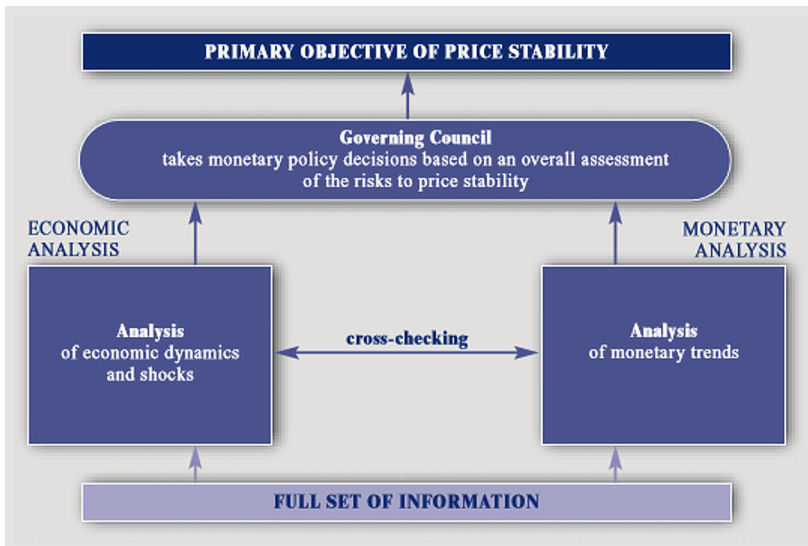 PRIMARY OBJECTIVE OF PRICE STABILITY
Governing Council
takes monetary policy decisions based on an overall assessment
of the risks to price stability
ECONOMIC
ANALYSIS
MONETARY
ANALYSIS
Analysis
of economic dynamics
and shocks
cross-checking
Analysis
of monetary trends
FULL SET OF INFORMATION